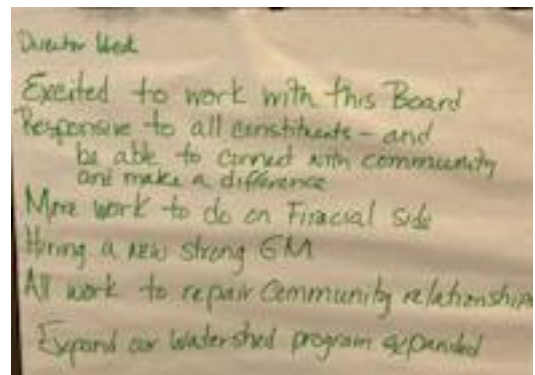 Director
Excited to work with this Board
Responsive to all constituents - and
be able to connect with community
and make a difference
More work to do on Finacial side
Hiring a new strong GM
All work to repair Community relationships
Expand our Watershed program expanded